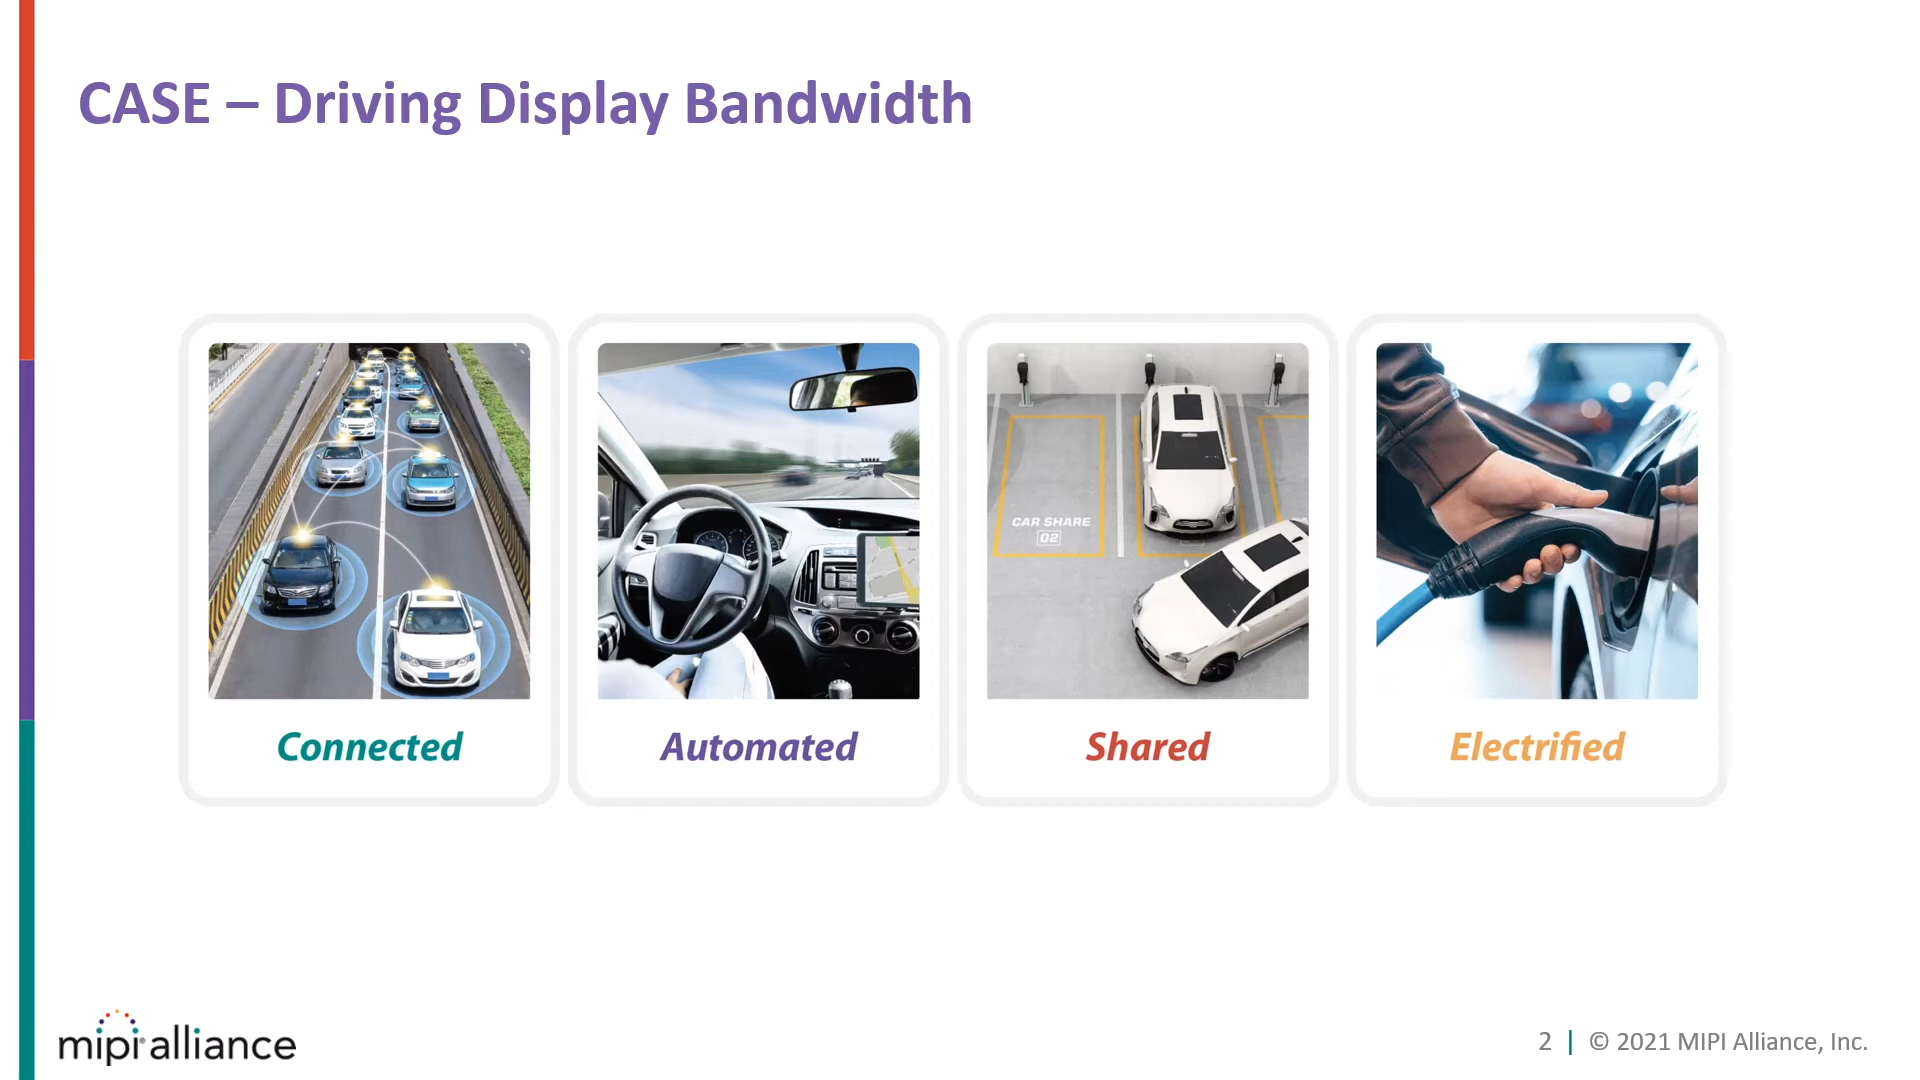 CASE – Driving Display Bandwidth
CAR SHARE
02
Connected
Automated
Shared
Electrified
mipi alliance
2 | © 2021 MIPI Alliance, Inc.